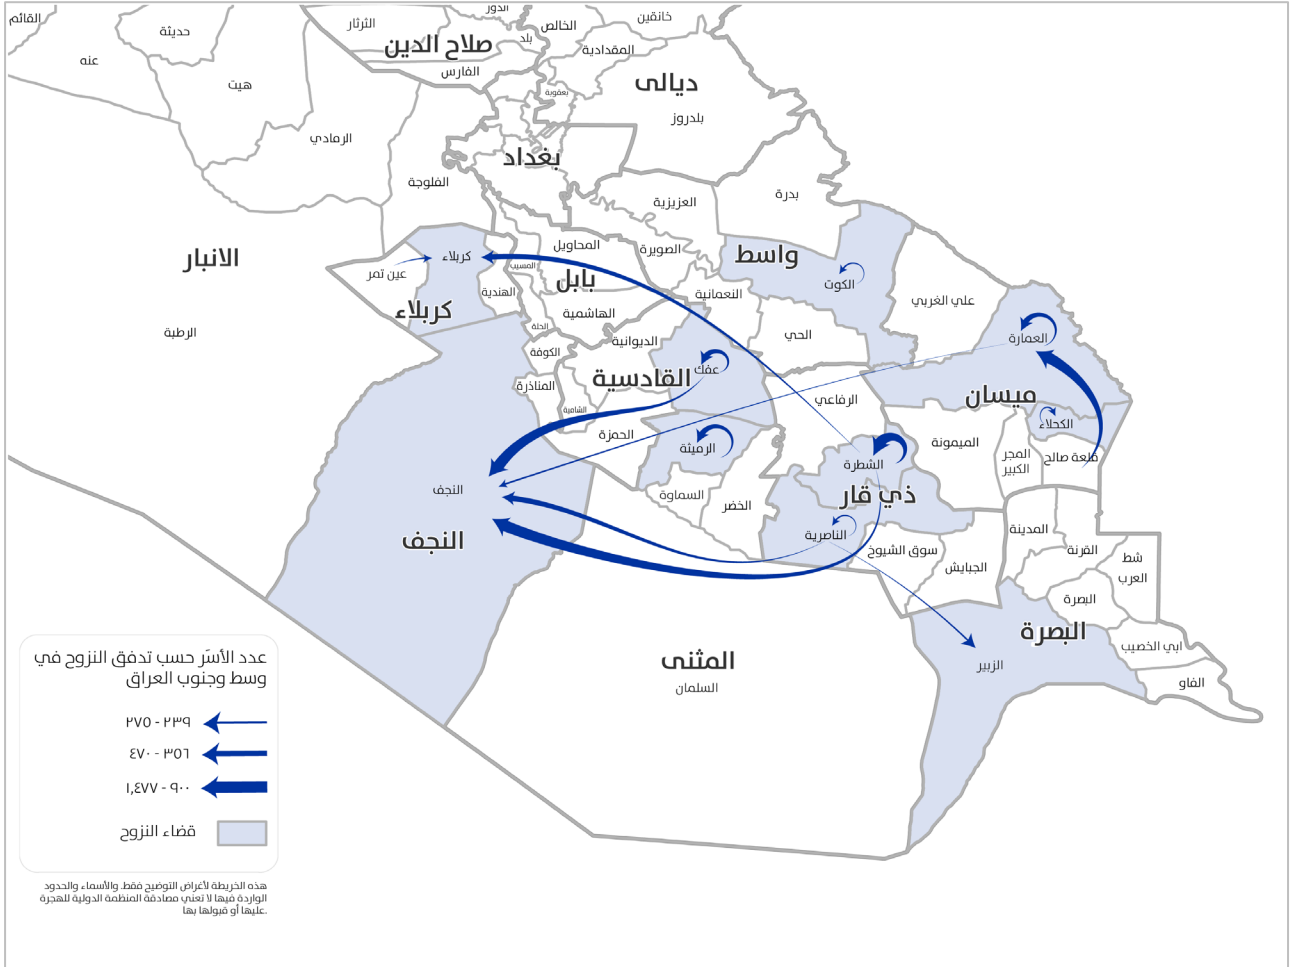 القائم
حديثة
عنه
هيت
الرمادي
الثرثار
صلاح الدين
الفارس
الدور
بلد
الخالص
خانقين
المقدادية
بعقوبة
ديالى
بلدروز
بغداد
الفلوجة
بدرة
العزيزية
الصويرة
الانبار
الرطبة
كربلاء
عين تمر
كربلاء
الهندية
المسيب
المحاويل
بابل
الهاشمية
الحلة
النعمانية
واسط
الكوت
الحي
علي الغربي
العمارة
ميسان
الكحلاء
قلعة صالح
المجر
الكبير
الميمونة
الكوفة
المناذرة
الديوانية
القادسية
عفك
الشامية
الحمزة
الرميثة
الرفاعي
الشطرة
ذي قار
الناصرية
السماوة
الخضر
سوق الشيوخ
الجبايش
المدينة
القرنة
شط
العرب
البصرة
البصرة
ابي الخصيب
الفاو
الزبير
النجف
النجف
المثنى
السلمان
عدد الأسَر حسب تدفق النزوح في
وسط وجنوب العراق
٢٣٩ - ٢٧٥
٣٥٦ - ٤٧٠
٩٠٠ - ١,٤٧٧
قضاء النزوح
هذه الخريطة لأغراض التوضيح فقط. والأسماء والحدود
الواردة فيها لا تعني مصادقة المنظمة الدولية للهجرة
عليها أو قبولها بها.